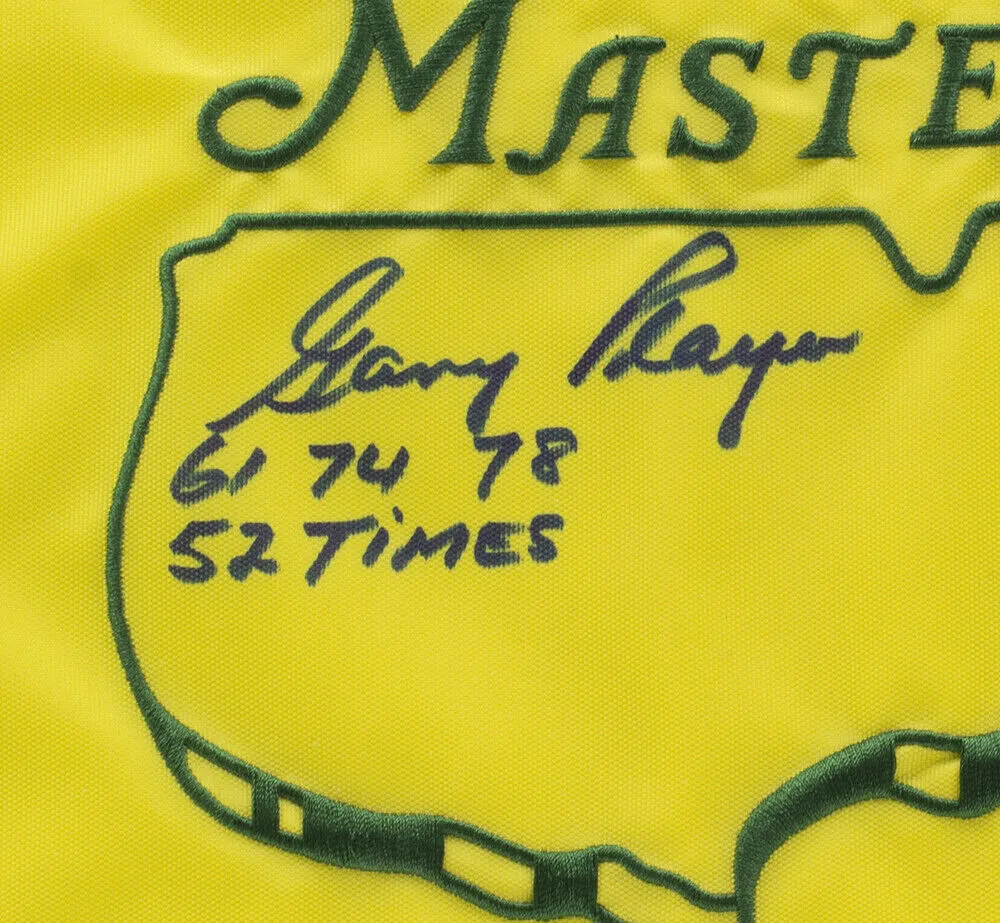 MASTE
Gary Player
61 74 78
52 TiMES